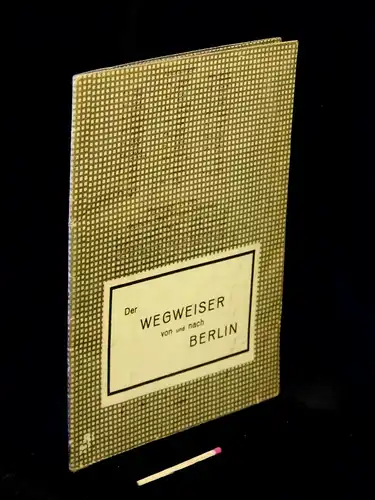 Der
WEGWEISER
von und nach
BERLIN